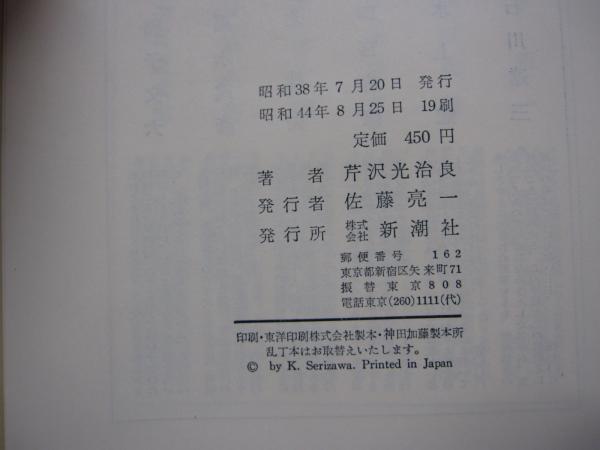 昭和38年7月20日 発行
昭和44年8月25日 19刷
定価 450円
著者 芹沢光治良
発行者 佐藤亮一
発行所 株式会社 新潮社
郵便番号 162
東京都新宿区矢来町71
振替東京808
電話東京(260)1111(代)
印刷・東洋印刷株式会社製本・神田加藤製本所
乱丁本はお取替えいたします。
© by K. Serizawa. Printed in Japan